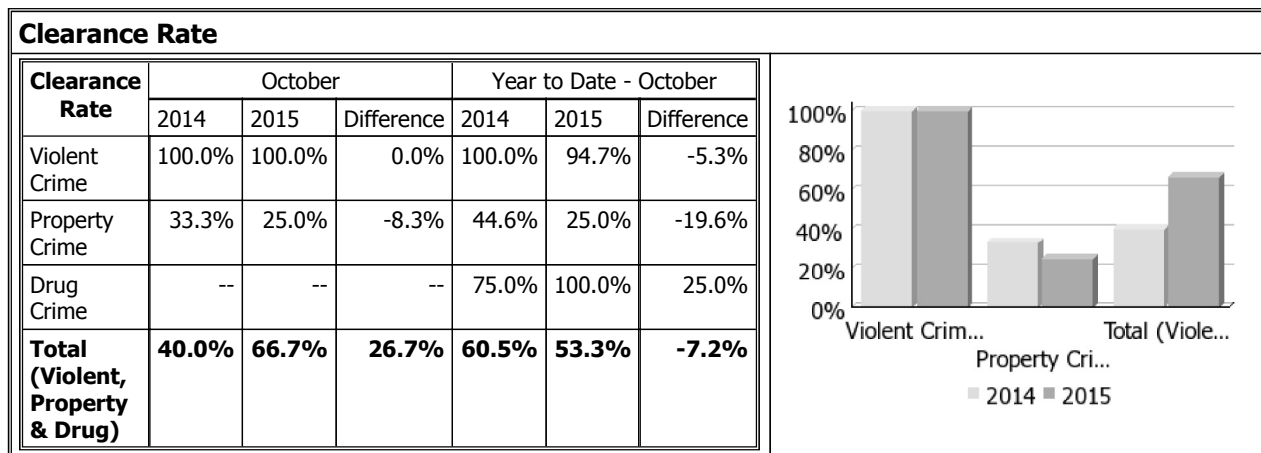 Clearance Rate
Clearance Rate October Year to Date - October
2014 2015 Difference 2014 2015 Difference
Violent Crime 100.0% 100.0% 0.0% 100.0% 94.7% -5.3%
Property Crime 33.3% 25.0% -8.3% 44.6% 25.0% -19.6%
Drug Crime -- -- -- 75.0% 100.0% 25.0%
Total (Violent, Property & Drug) 40.0% 66.7% 26.7% 60.5% 53.3% -7.2%
100%
80%
60%
40%
20%
0%
Violent Crim... Total (Viole...
Property Cri...
2014 2015